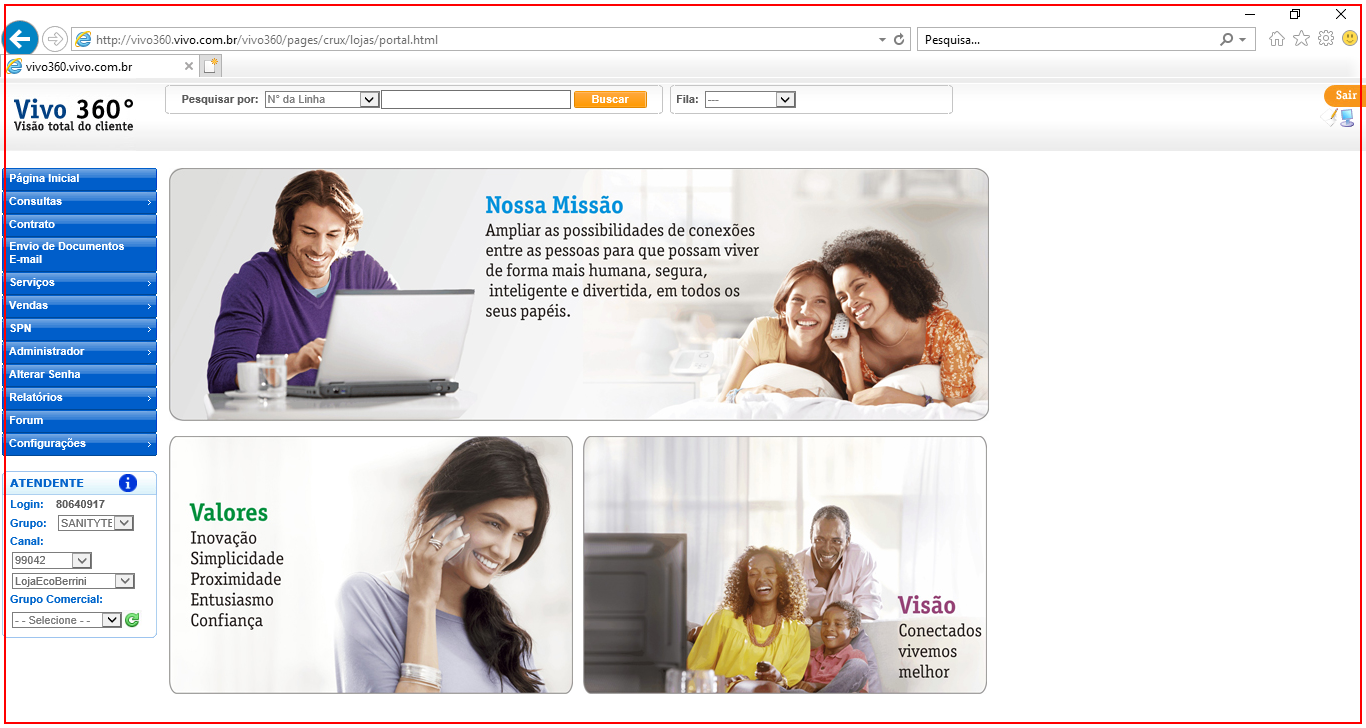 http://vivo360.vivo.com.br/vivo360/pages/crux/lojas/portal.html
Pesquisa...
vivo360.vivo.com.br
Vivo 360°
Visão total do cliente
Pesquisar por: N° da Linha Buscar
Fila: ---
Sair
Página Inicial
Consultas
Contrato
Envio de Documentos
E-mail
Serviços
Vendas
SPN
Administrador
Alterar Senha
Relatórios
Forum
Configurações
ATENDENTE
Login: 80640917
Grupo: SANITYTE
Canal:
99042
LojaEcoBerrini
Grupo Comercial:
- - Selecione - -
Nossa Missão
Ampliar as possibilidades de conexões
entre as pessoas para que possam viver
de forma mais humana, segura,
inteligente e divertida, em todos os
seus papéis.
Valores
Inovação
Simplicidade
Proximidade
Entusiasmo
Confiança
Visão
Conectados
vivemos
melhor